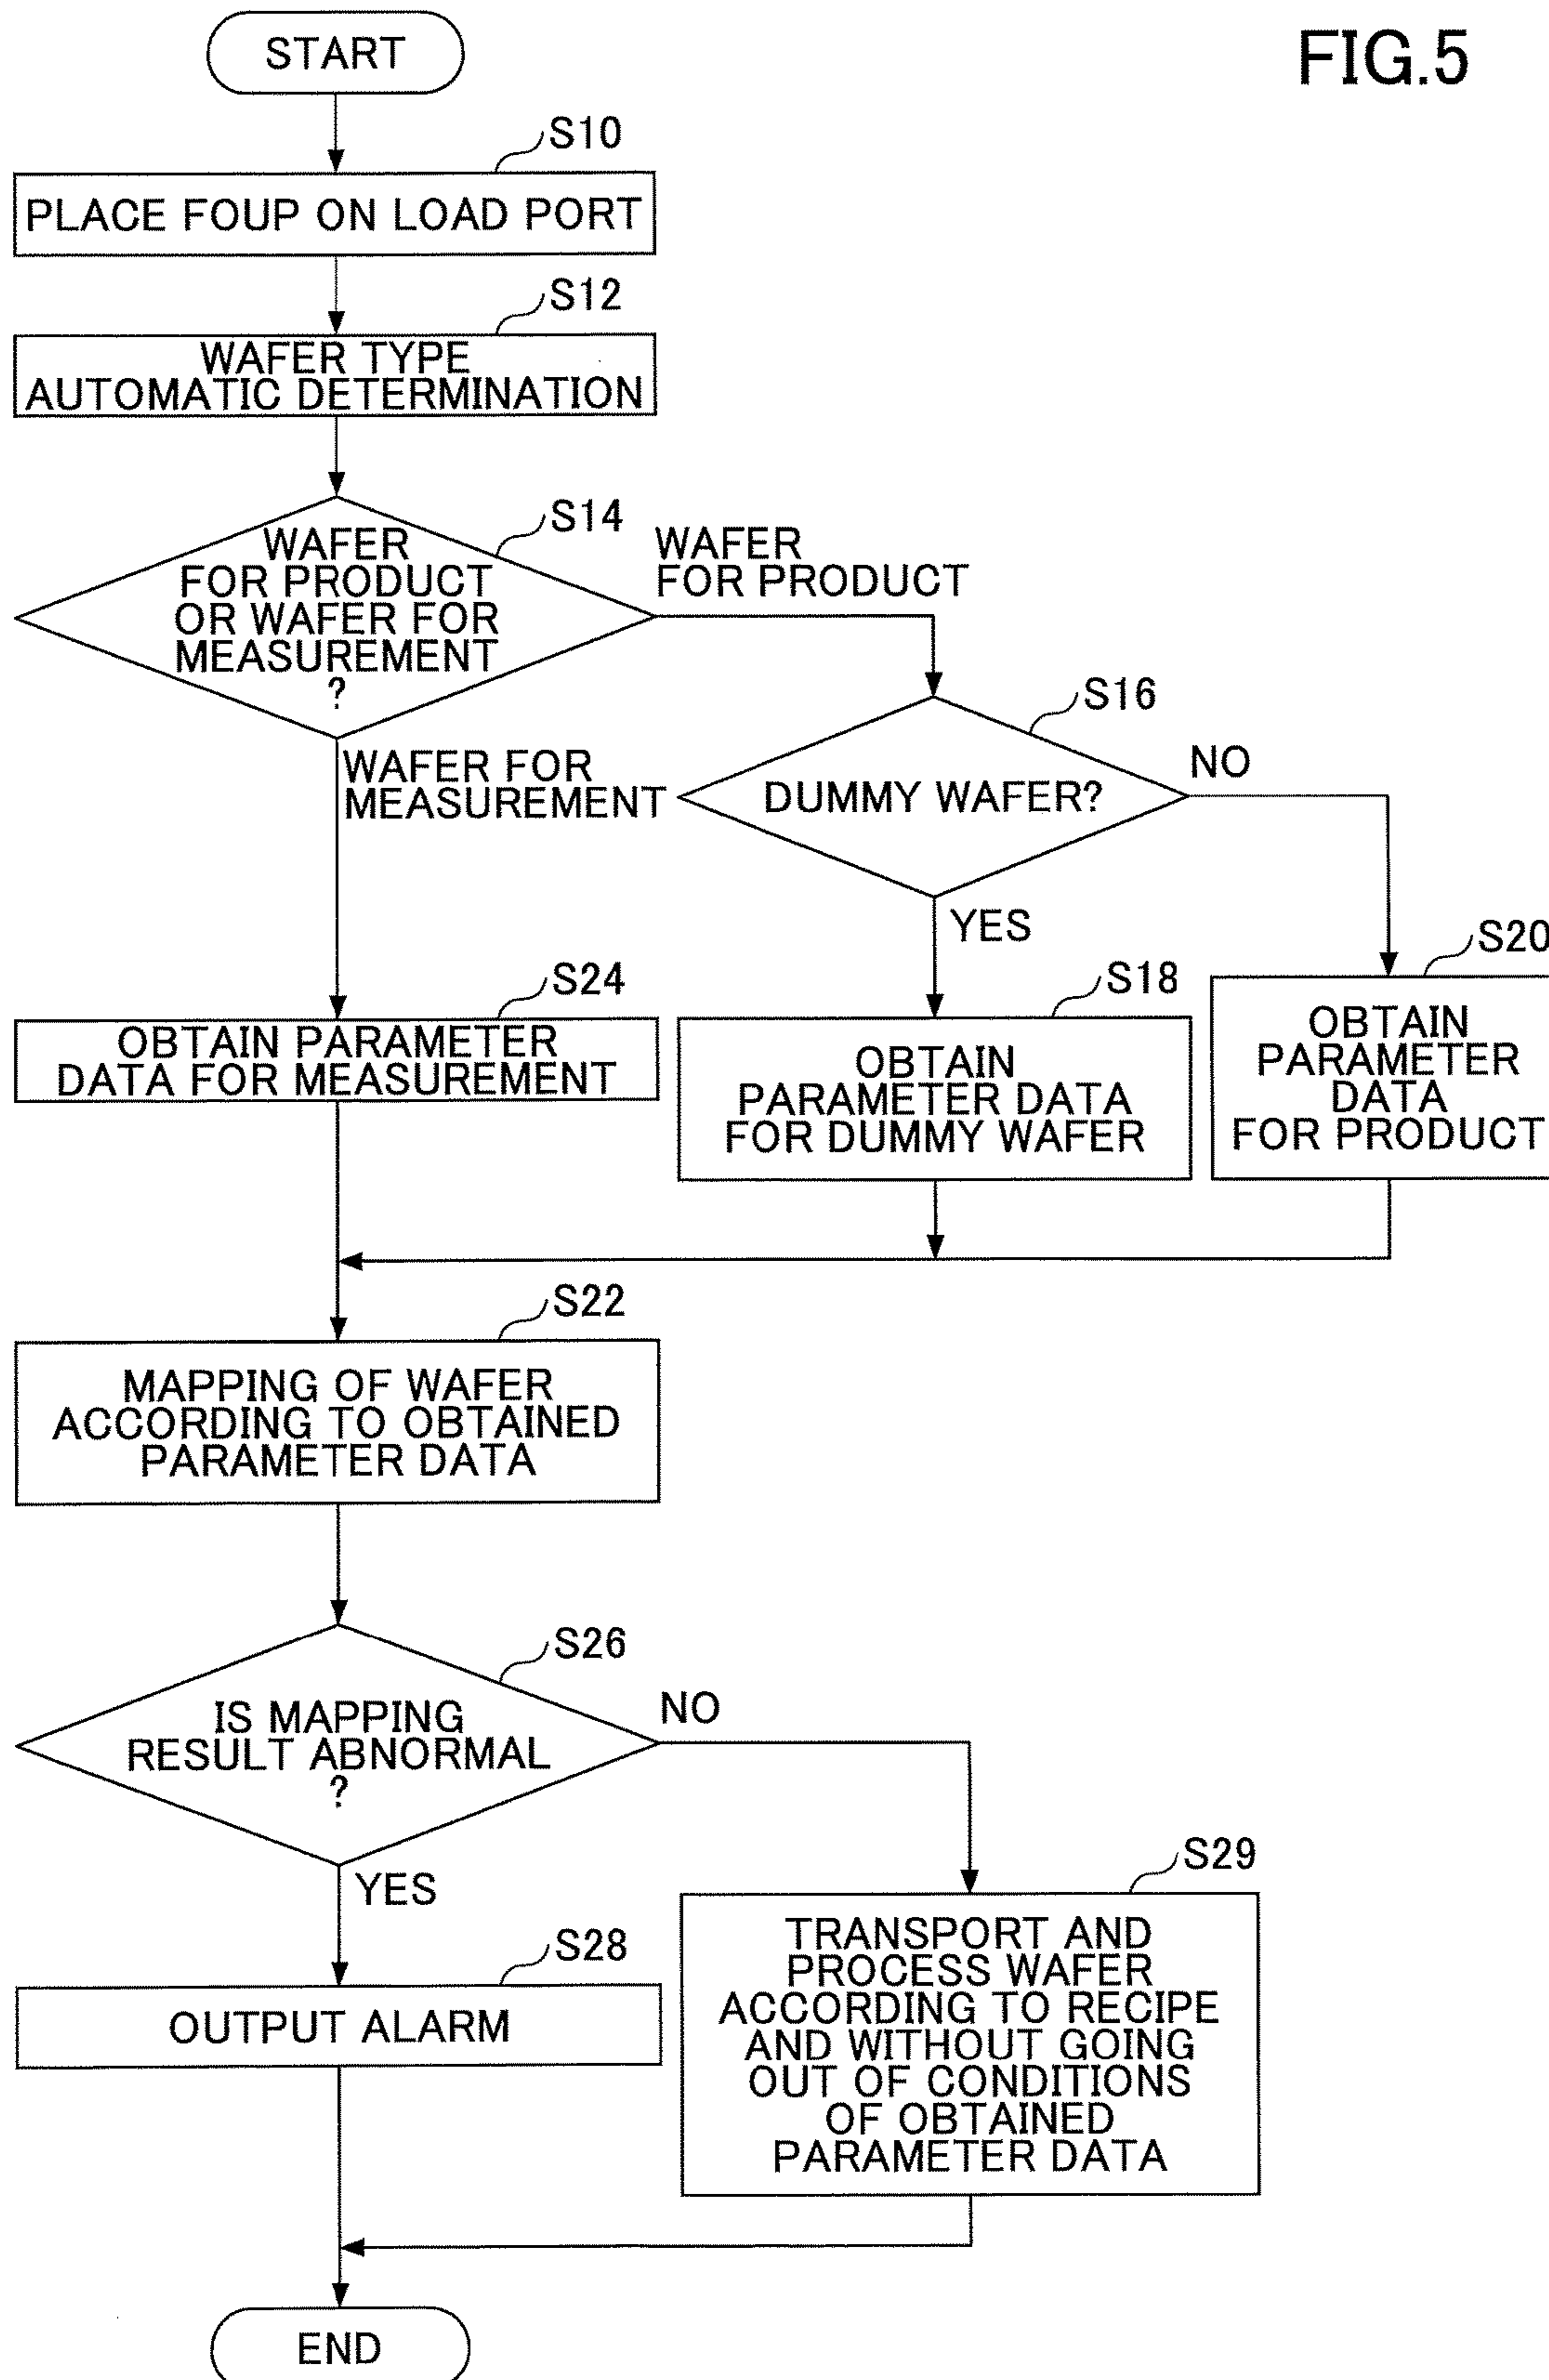 START
FIG.5
S10
PLACE FOUP ON LOAD PORT
S12
WAFER TYPE
AUTOMATIC DETERMINATION
S14
WAFER
FOR PRODUCT
OR WAFER FOR
MEASUREMENT
?
WAFER
FOR PRODUCT
WAFER FOR
MEASUREMENT
S16
DUMMY WAFER?
NO
YES
S24
OBTAIN PARAMETER
DATA FOR MEASUREMENT
S18
OBTAIN
PARAMETER DATA
FOR DUMMY WAFER
S20
OBTAIN
PARAMETER
DATA
FOR PRODUCT
S22
MAPPING OF WAFER
ACCORDING TO OBTAINED
PARAMETER DATA
S26
IS MAPPING
RESULT ABNORMAL
?
NO
YES
S28
OUTPUT ALARM
S29
TRANSPORT AND
PROCESS WAFER
ACCORDING TO RECIPE
AND WITHOUT GOING
OUT OF CONDITIONS
OF OBTAINED
PARAMETER DATA
END